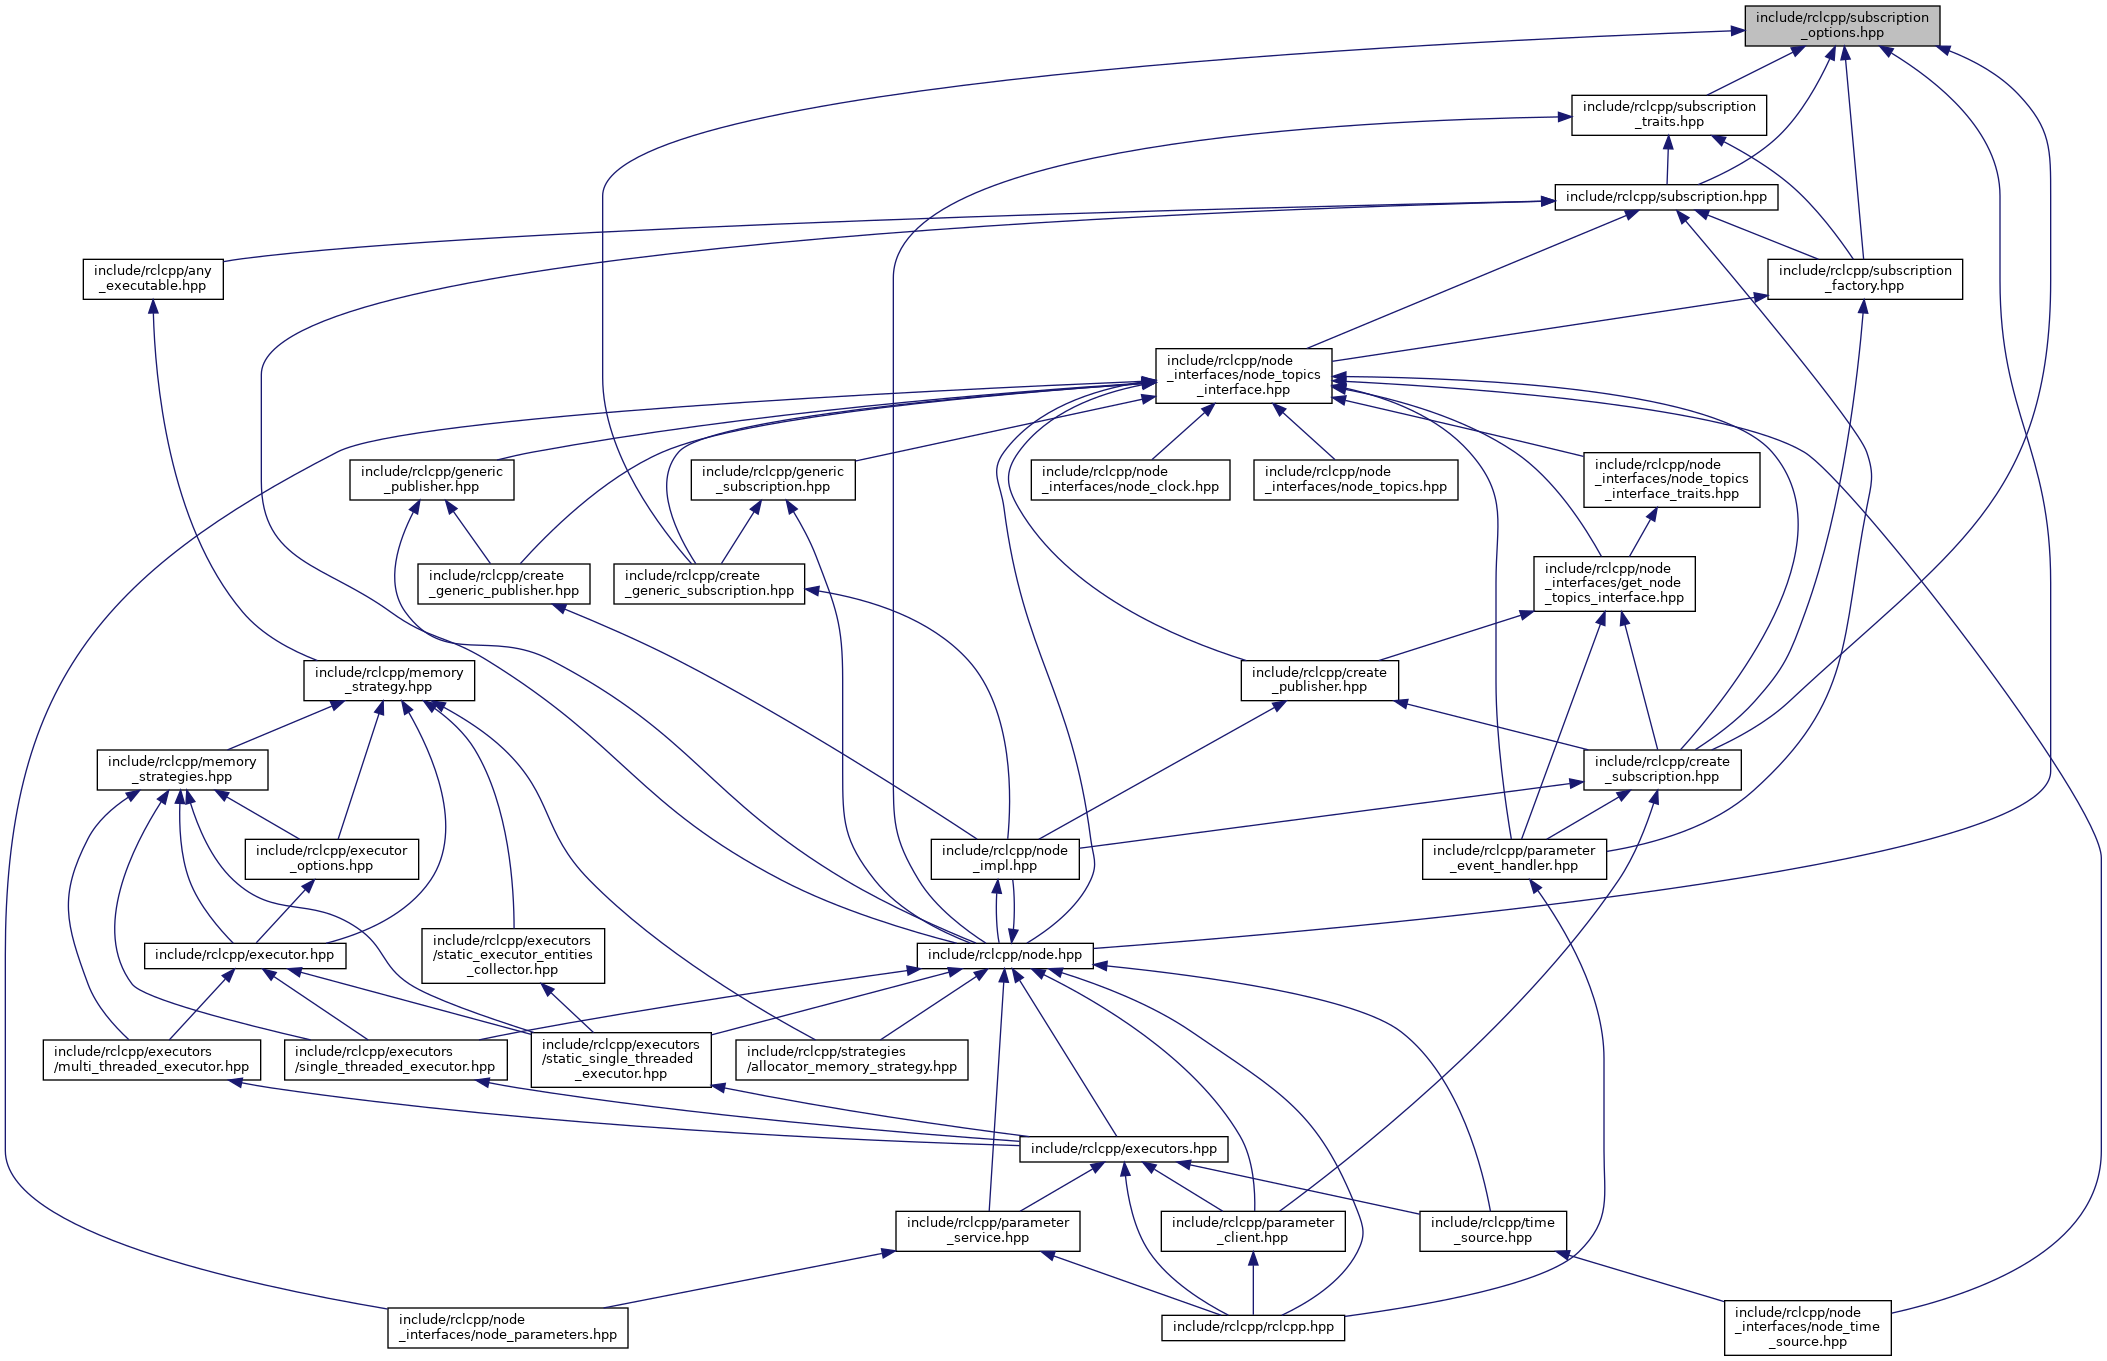 include/rclcpp/subscription
_options.hpp
include/rclcpp/subscription
_traits.hpp
include/rclcpp/subscription.hpp
include/rclcpp/any
_executable.hpp
include/rclcpp/subscription
_factory.hpp
include/rclcpp/node
_interfaces/node_topics
_interface.hpp
include/rclcpp/generic
_publisher.hpp
include/rclcpp/generic
_subscription.hpp
include/rclcpp/node
_interfaces/node_clock.hpp
include/rclcpp/node
_interfaces/node_topics.hpp
include/rclcpp/node
_interfaces/node_topics
_interface_traits.hpp
include/rclcpp/create
_generic_publisher.hpp
include/rclcpp/create
_generic_subscription.hpp
include/rclcpp/node
_interfaces/get_node
_topics_interface.hpp
include/rclcpp/memory
_strategy.hpp
include/rclcpp/create
_publisher.hpp
include/rclcpp/memory
_strategies.hpp
include/rclcpp/create
_subscription.hpp
include/rclcpp/executor
_options.hpp
include/rclcpp/node
_impl.hpp
include/rclcpp/parameter
_event_handler.hpp
include/rclcpp/executor.hpp
include/rclcpp/executors
/static_executor_entities
_collector.hpp
include/rclcpp/node.hpp
include/rclcpp/executors
/multi_threaded_executor.hpp
include/rclcpp/executors
/single_threaded_executor.hpp
include/rclcpp/executors
/static_single_threaded
_executor.hpp
include/rclcpp/strategies
/allocator_memory_strategy.hpp
include/rclcpp/executors.hpp
include/rclcpp/parameter
_service.hpp
include/rclcpp/parameter
_client.hpp
include/rclcpp/time
_source.hpp
include/rclcpp/node
_interfaces/node_parameters.hpp
include/rclcpp/rclcpp.hpp
include/rclcpp/node
_interfaces/node_time
_source.hpp